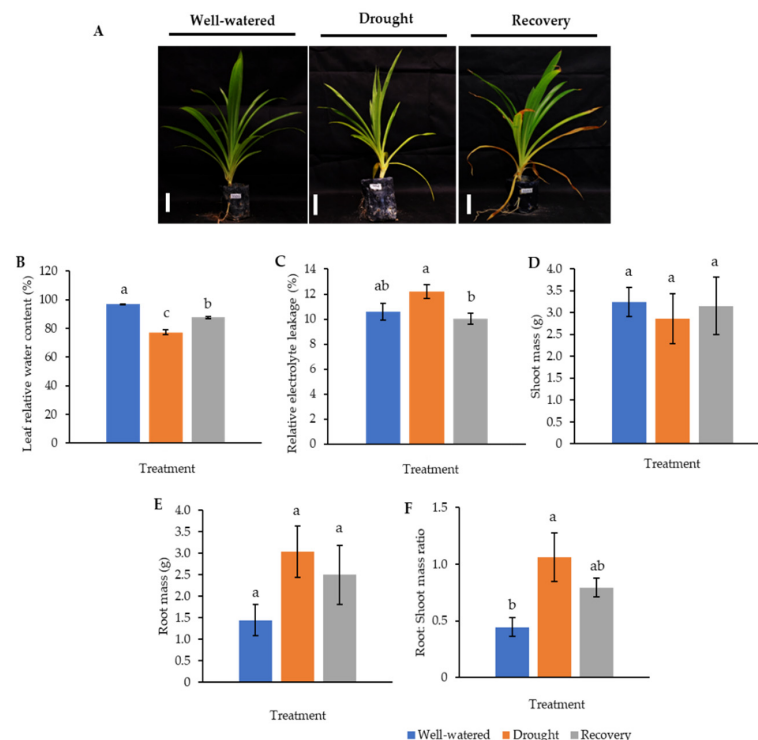 A
Well-watered
Drought
Recovery
B
Leaf relative water content (%)
120
100
80
60
40
20
0
a
c
b
Treatment
C
Relative electrolyte leakage (%)
14
12
10
8
6
4
2
0
ab
a
b
Treatment
D
Shoot mass (g)
4.0
3.5
3.0
2.5
2.0
1.5
1.0
0.5
0
a
a
a
Treatment
E
Root mass (g)
4.0
3.5
3.0
2.5
2.0
1.5
1.0
0.5
0
a
a
a
Treatment
F
Root: Shoot mass ratio
1.5
1.0
0.5
0
b
a
ab
Treatment
Well-watered
Drought
Recovery